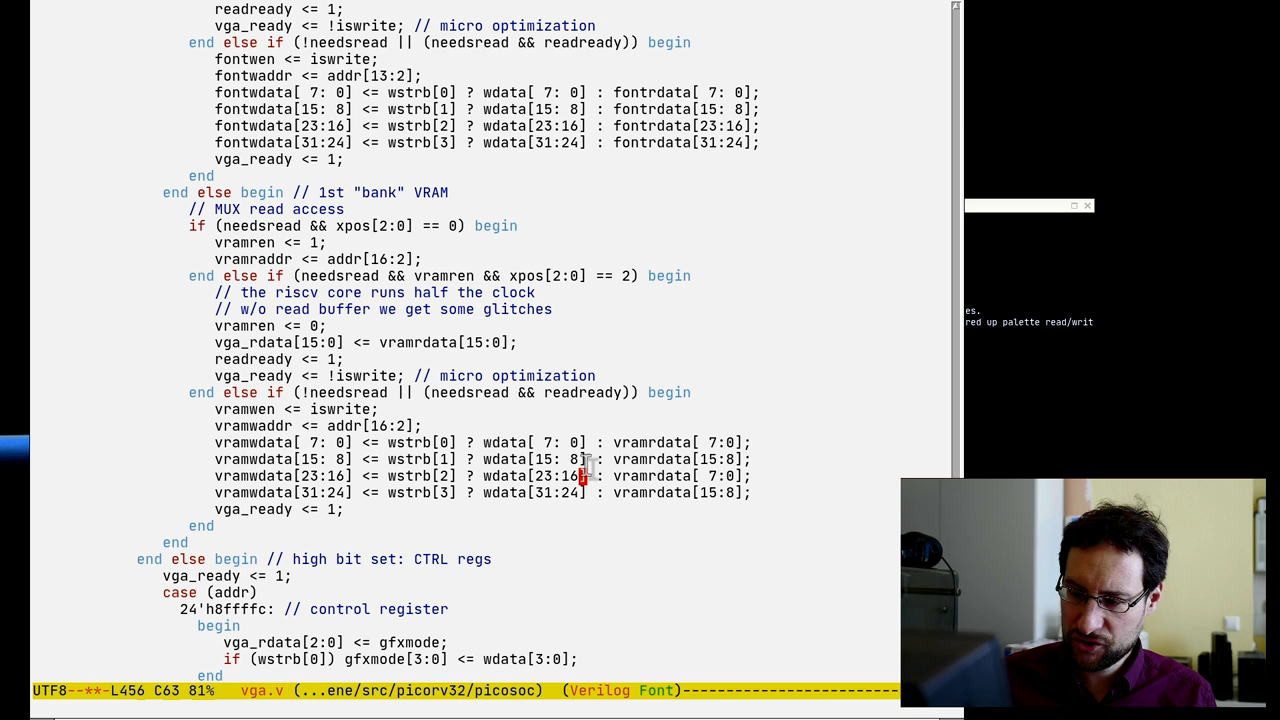 readready <= 1;
vga_ready <= !iswrite; // micro optimization
end else if (!needsread || (needsread && readready)) begin
fontwen <= iswrite;
fontwaddr <= addr[13:2];
fontwdata[ 7: 0] <= wstrb[0] ? wdata[ 7: 0] : fontrdata[ 7: 0];
fontwdata[15: 8] <= wstrb[1] ? wdata[15: 8] : fontrdata[15: 8];
fontwdata[23:16] <= wstrb[2] ? wdata[23:16] : fontrdata[23:16];
fontwdata[31:24] <= wstrb[3] ? wdata[31:24] : fontrdata[31:24];
vga_ready <= 1;
end
end else begin // 1st "bank" VRAM
// MUX read access
if (needsread && xpos[2:0] == 0) begin
vramren <= 1;
vramraddr <= addr[16:2];
end else if (needsread && vramren && xpos[2:0] == 2) begin
// the riscv core runs half the clock
// w/o read buffer we get some glitches
vramren <= 0;
vga_rdata[15:0] <= vramrdata[15:0];
readready <= 1;
vga_ready <= !iswrite; // micro optimization
end else if (!needsread || (needsread && readready)) begin
vramwen <= iswrite;
vramwaddr <= addr[16:2];
vramwdata[ 7: 0] <= wstrb[0] ? wdata[ 7: 0] : vramrdata[ 7:0];
vramwdata[15: 8] <= wstrb[1] ? wdata[15: 8] : vramrdata[15:8];
vramwdata[23:16] <= wstrb[2] ? wdata[23:16] : vramrdata[ 7:0];
vramwdata[31:24] <= wstrb[3] ? wdata[31:24] : vramrdata[15:8];
vga_ready <= 1;
end
end
end else begin // high bit set: CTRL regs
vga_ready <= 1;
case (addr)
24'h8ffffc: // control register
begin
vga_rdata[2:0] <= gfxmode;
if (wstrb[0]) gfxmode[3:0] <= wdata[3:0];
end
UTF8--**-L456 C63 81% vga.v (...ene/src/picorv32/picosoc) (Verilog Font)-------------------------
es.
red up palette read/writ